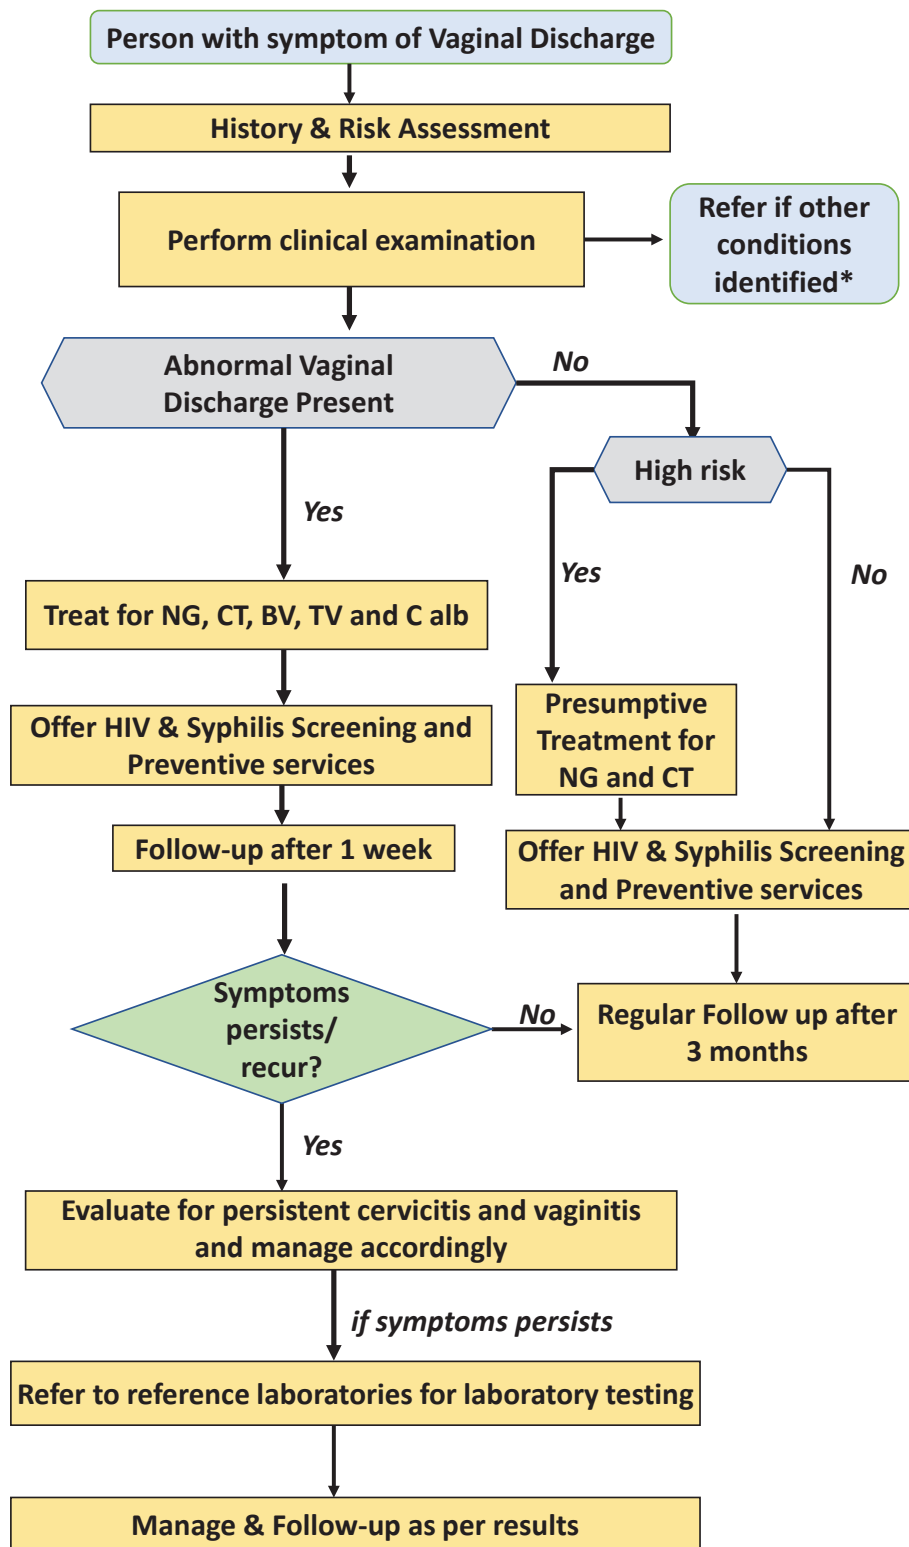 Person with symptom of Vaginal Discharge
History & Risk Assessment
Perform clinical examination
Refer if other
conditions
identified*
Abnormal Vaginal
Discharge Present
No
High risk
Yes
Yes
No
Treat for NG, CT, BV, TV and C alb
Presumptive
Treatment for
NG and CT
Offer HIV & Syphilis Screening and
Preventive services
Follow-up after 1 week
Offer HIV & Syphilis Screening
and Preventive services
Symptoms
persists/
recur?
No
Regular Follow up after
3 months
Yes
Evaluate for persistent cervicitis and vaginitis
and manage accordingly
if symptoms persists
Refer to reference laboratories for laboratory testing
Manage & Follow-up as per results